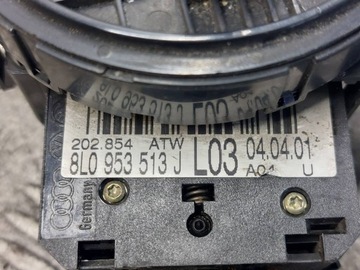 202.854 ATW
8L0 953 513 J L03 04.04.01
A01 U
Germany